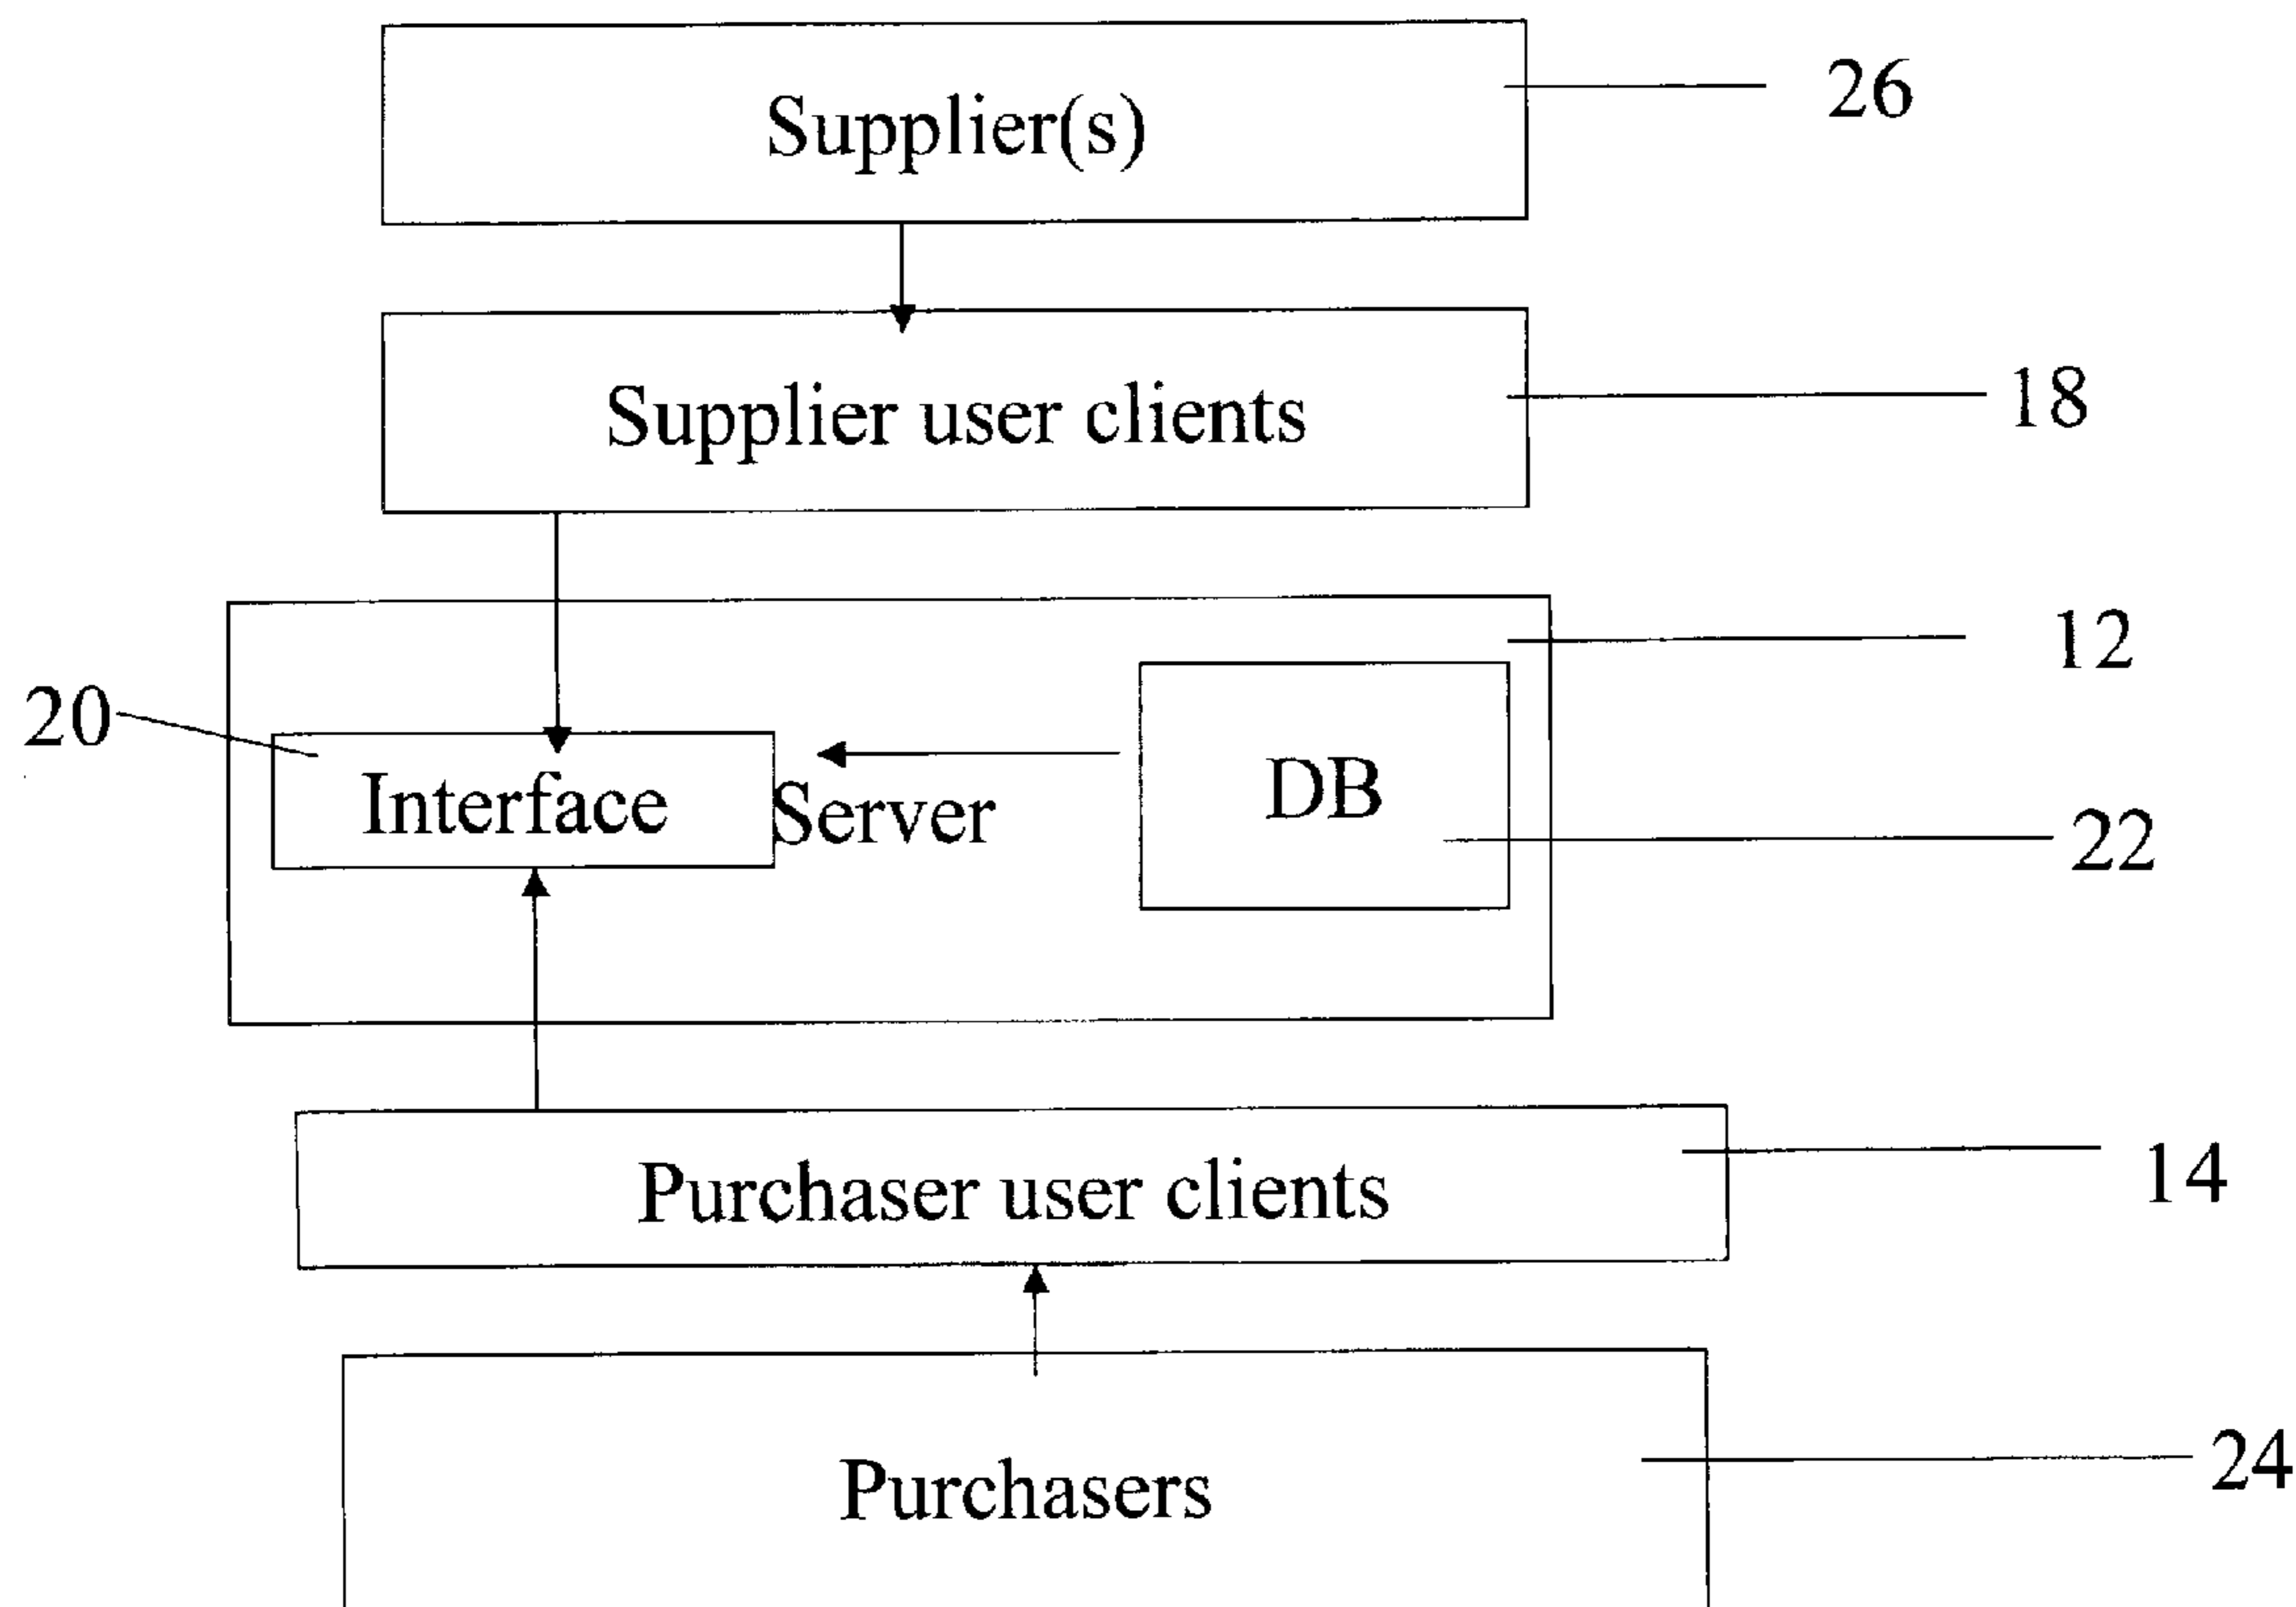 Supplier(s)
26
Supplier user clients
18
12
20
Interface
Server
DB
22
Purchaser user clients
14
Purchasers
24